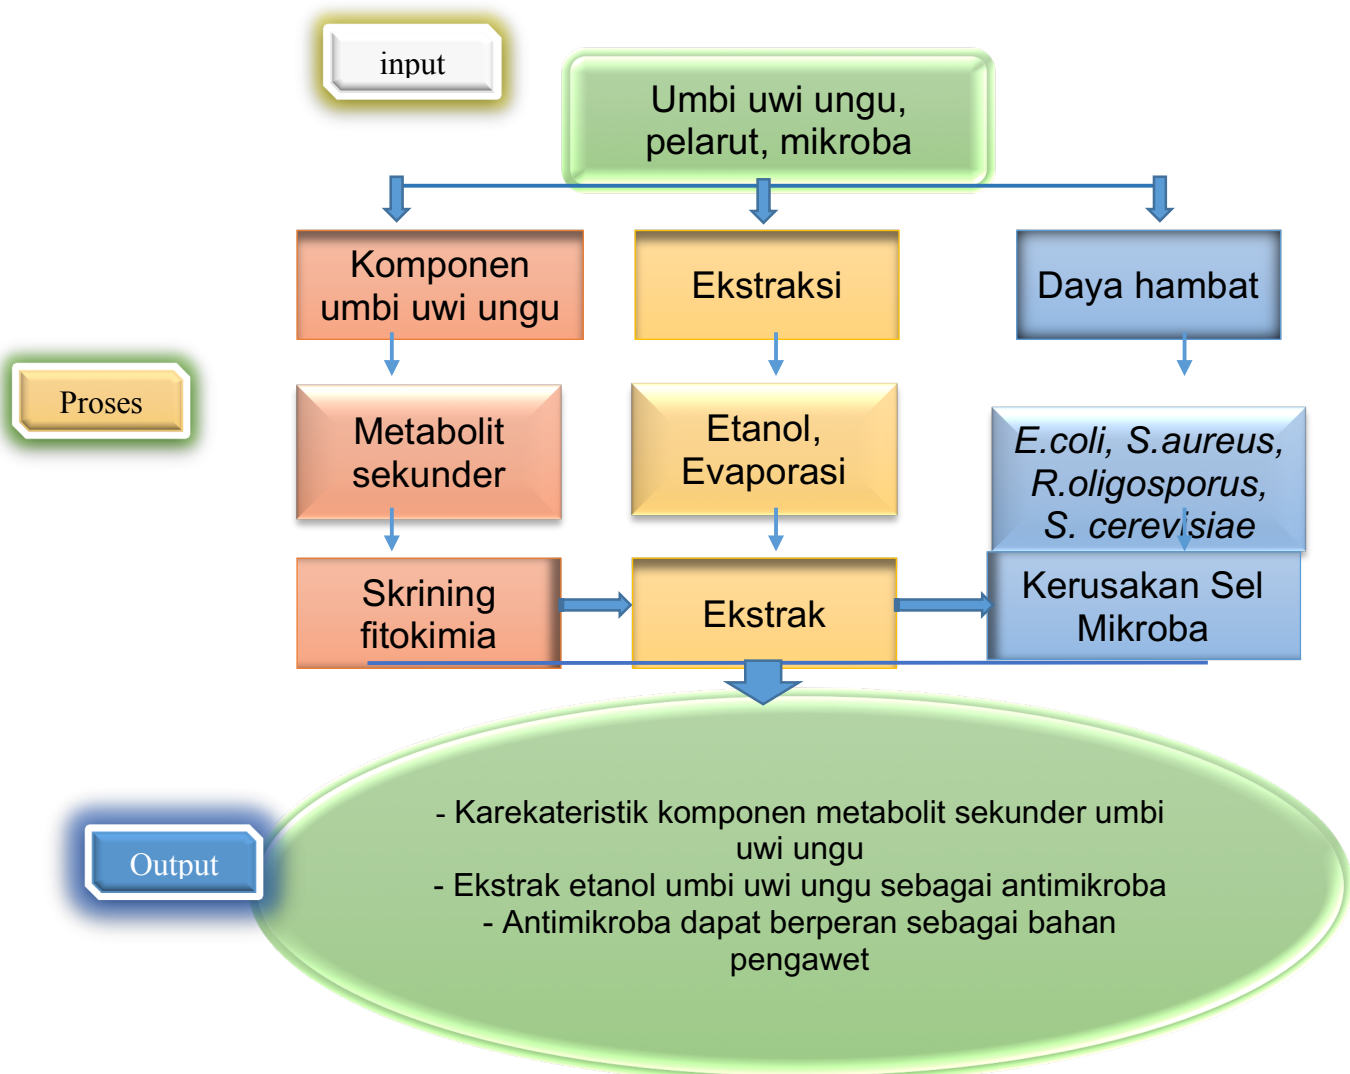 input
Umbi uwi ungu,
pelarut, mikroba
Komponen
umbi uwi ungu
Ekstraksi
Daya hambat
Proses
Metabolit
sekunder
Etanol,
Evaporasi
E.coli, S.aureus,
R.oligosporus,
S. cerevisiae
Skrining
fitokimia
Ekstrak
Kerusakan Sel
Mikroba
Output
- Karekateristik komponen metabolit sekunder umbi
uwi ungu
- Ekstrak etanol umbi uwi ungu sebagai antimikroba
- Antimikroba dapat berperan sebagai bahan
pengawet